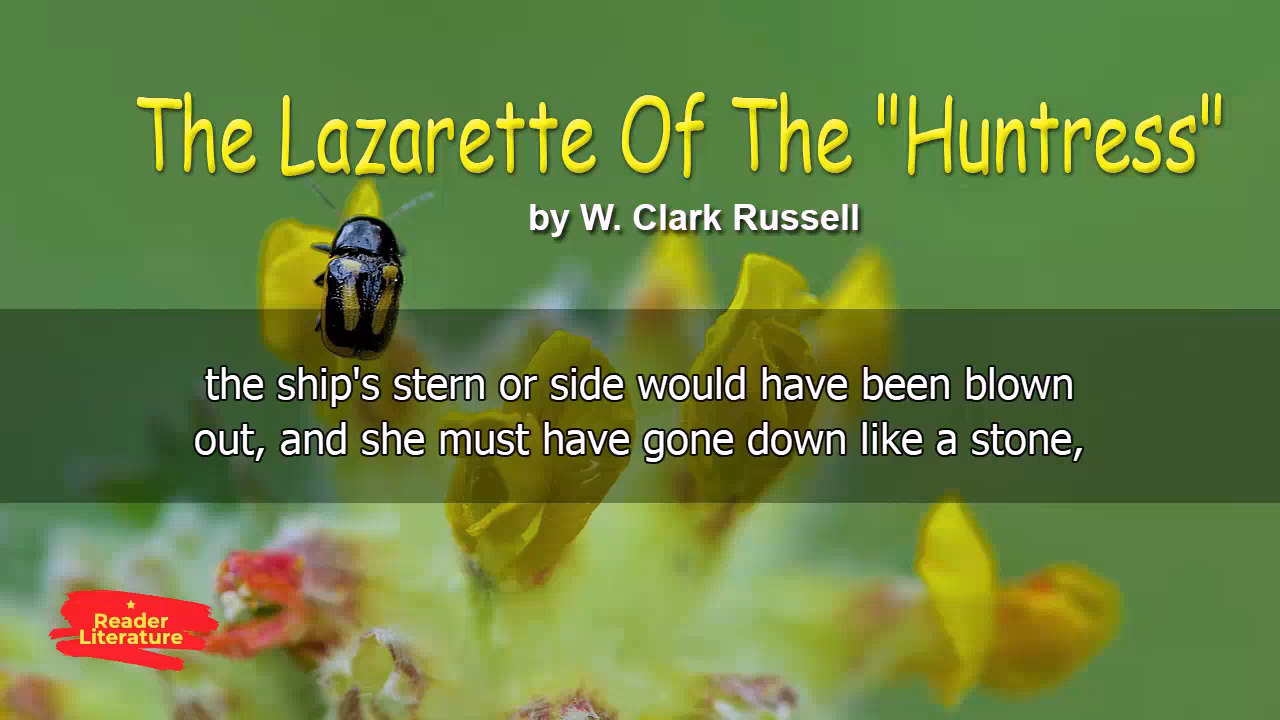 The Lazarette Of The "Huntress"
by W. Clark Russell
the ship's stern or side would have been blown
out, and she must have gone down like a stone,
Reader
Literature